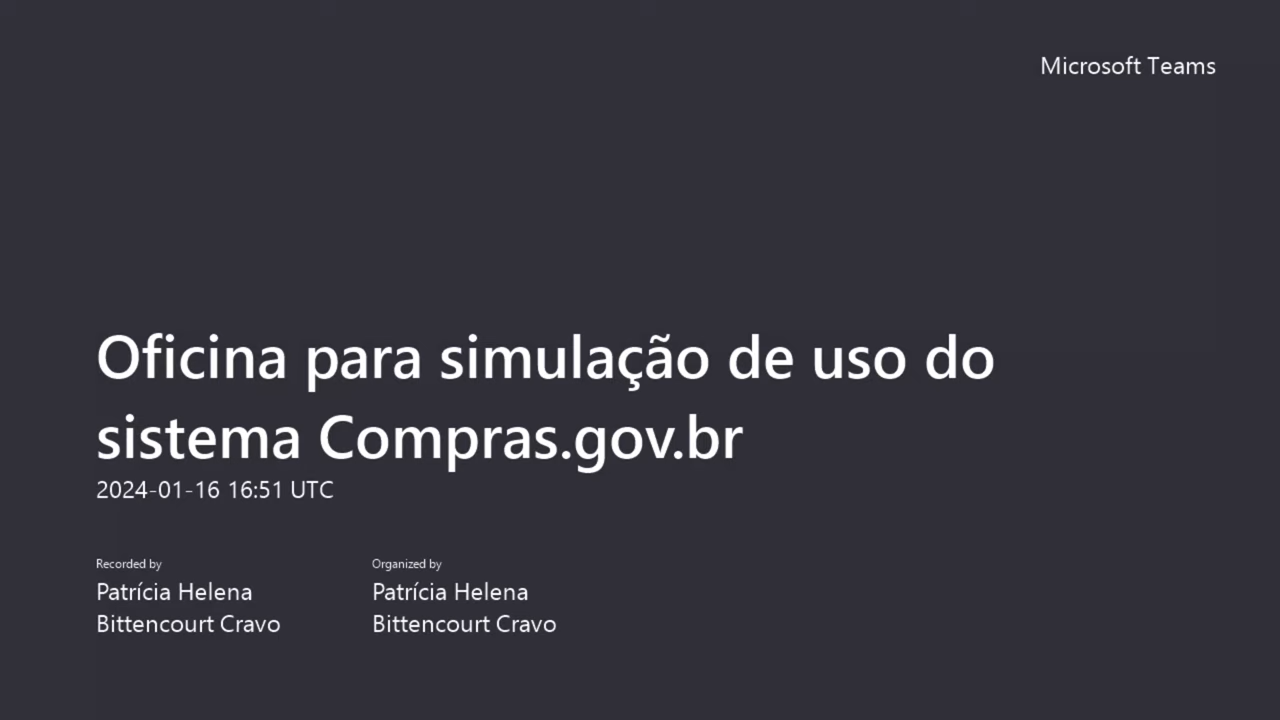 Microsoft Teams
Oficina para simulação de uso do
sistema Compras.gov.br
2024-01-16 16:51 UTC
Recorded by
Patrícia Helena
Bittencourt Cravo
Organized by
Patrícia Helena
Bittencourt Cravo